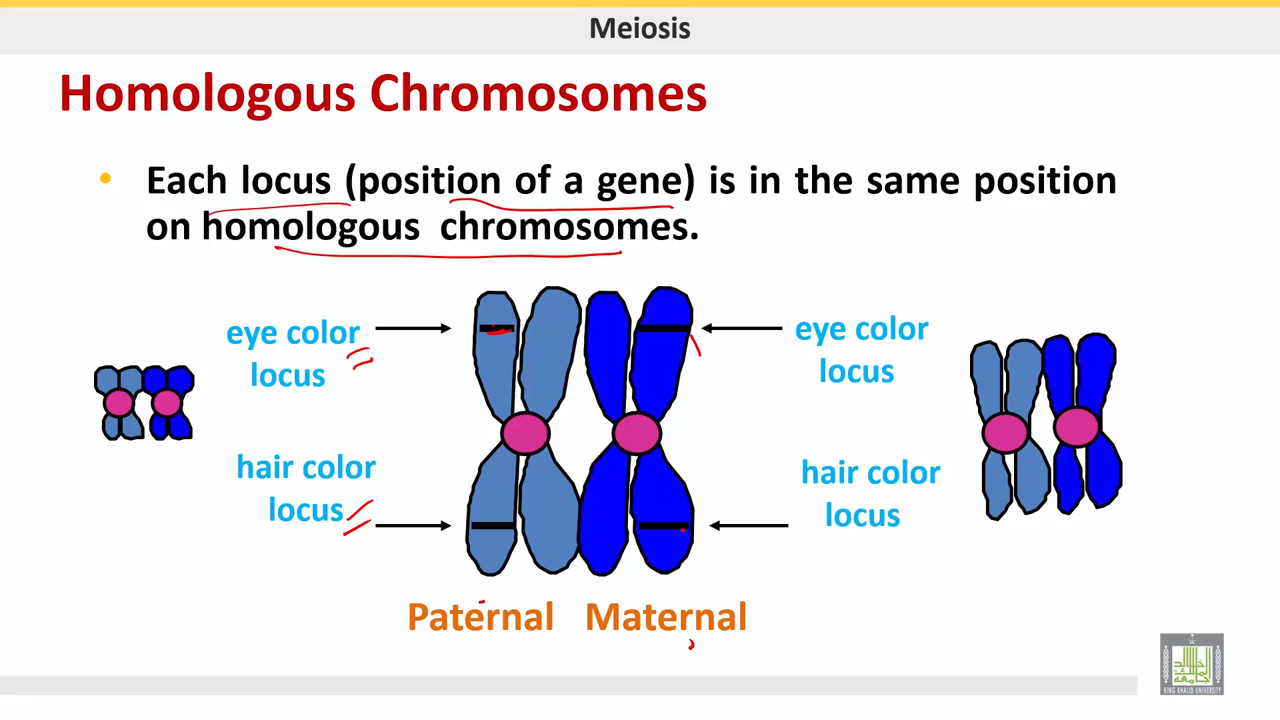 Meiosis
Homologous Chromosomes
• Each locus (position of a gene) is in the same position
on homologous chromosomes.
eye color
locus
eye color
locus
hair color
locus
hair color
locus
Paternal Maternal
KING KHALID UNIVERSITY